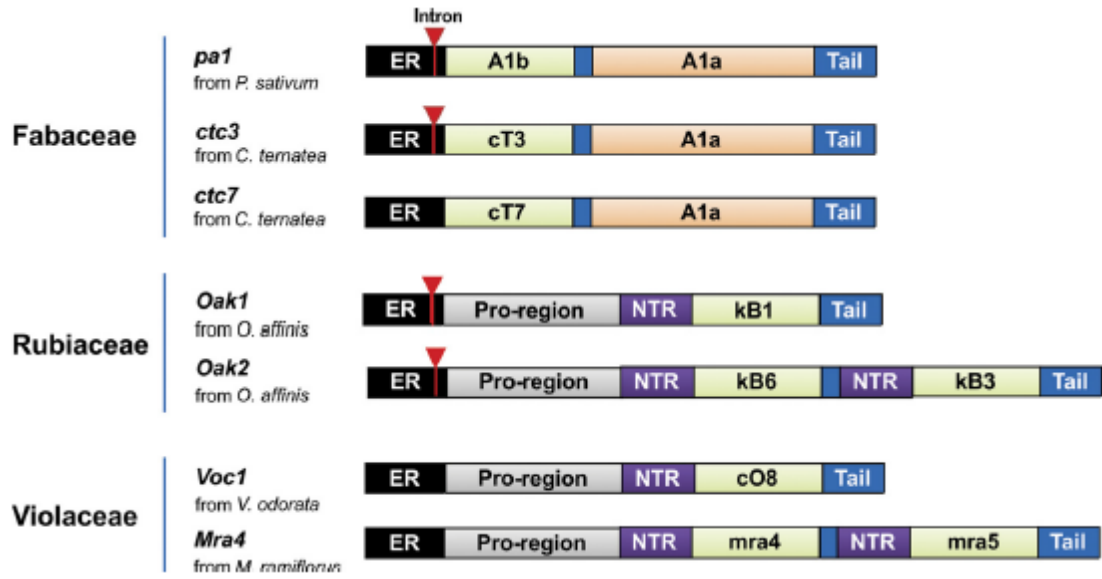 Intron
Fabaceae
pa1
from P. sativum
ER A1b A1a Tail
ctc3
from C. ternatea
ER cT3 A1a Tail
ctc7
from C. ternatea
ER cT7 A1a Tail
Rubiaceae
Oak1
from O. affinis
ER Pro-region NTR kB1 Tail
Oak2
from O. affinis
ER Pro-region NTR kB6 NTR kB3 Tail
Violaceae
Voc1
from V. odorata
ER Pro-region NTR cO8 Tail
Mra4
from M. ramiflorus
ER Pro-region NTR mra4 NTR mra5 Tail